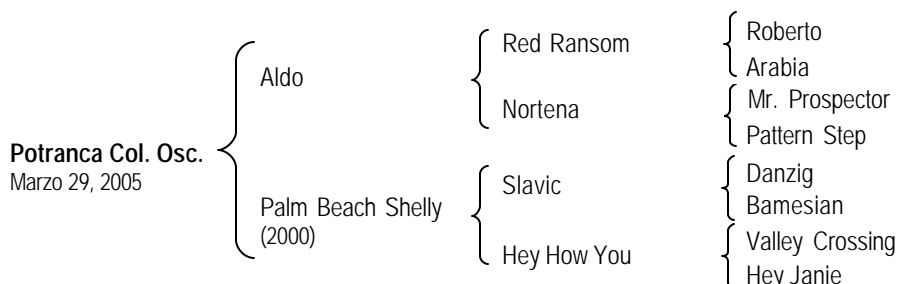 Potranca Col. Osc.
Marzo 29, 2005
Aldo
Palm Beach Shelly
(2000)
Red Ransom
Nortena
Slavic
Hey How You
Roberto
Arabia
Mr. Prospector
Pattern Step
Danzig
Bamesian
Valley Crossing
Hey Janie